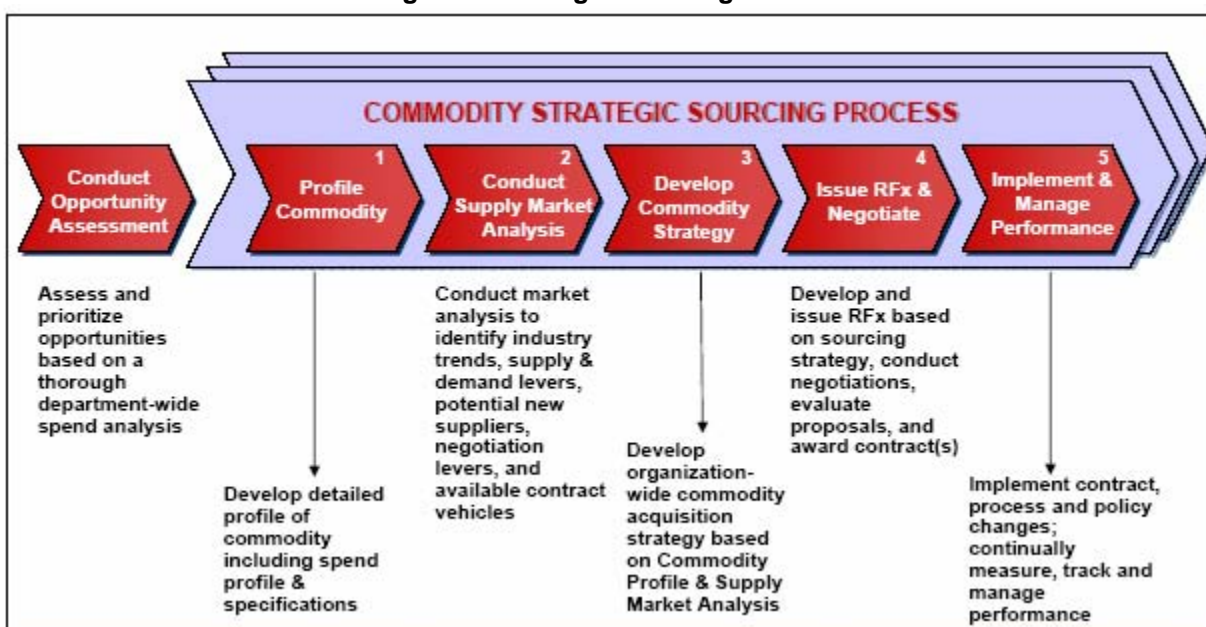 COMMODITY STRATEGIC SOURCING PROCESS
Conduct
Opportunity
Assessment
1
Profile
Commodity
2
Conduct
Supply Market
Analysis
3
Develop
Commodity
Strategy
4
Issue RFx &
Negotiate
5
Implement &
Manage
Performance
Assess and
prioritize
opportunities
based on a
thorough
department-wide
spend analysis
Develop detailed
profile of
commodity
including spend
profile &
specifications
Conduct market
analysis to
identify industry
trends, supply &
demand levers,
potential new
suppliers,
negotiation
levers, and
available contract
vehicles
Develop
organization-
wide commodity
acquisition
strategy based
on Commodity
Profile & Supply
Market Analysis
Develop and
issue RFx based
on sourcing
strategy, conduct
negotiations,
evaluate
proposals, and
award contract(s)
Implement contract,
process and policy
changes;
continually
measure, track and
manage
performance